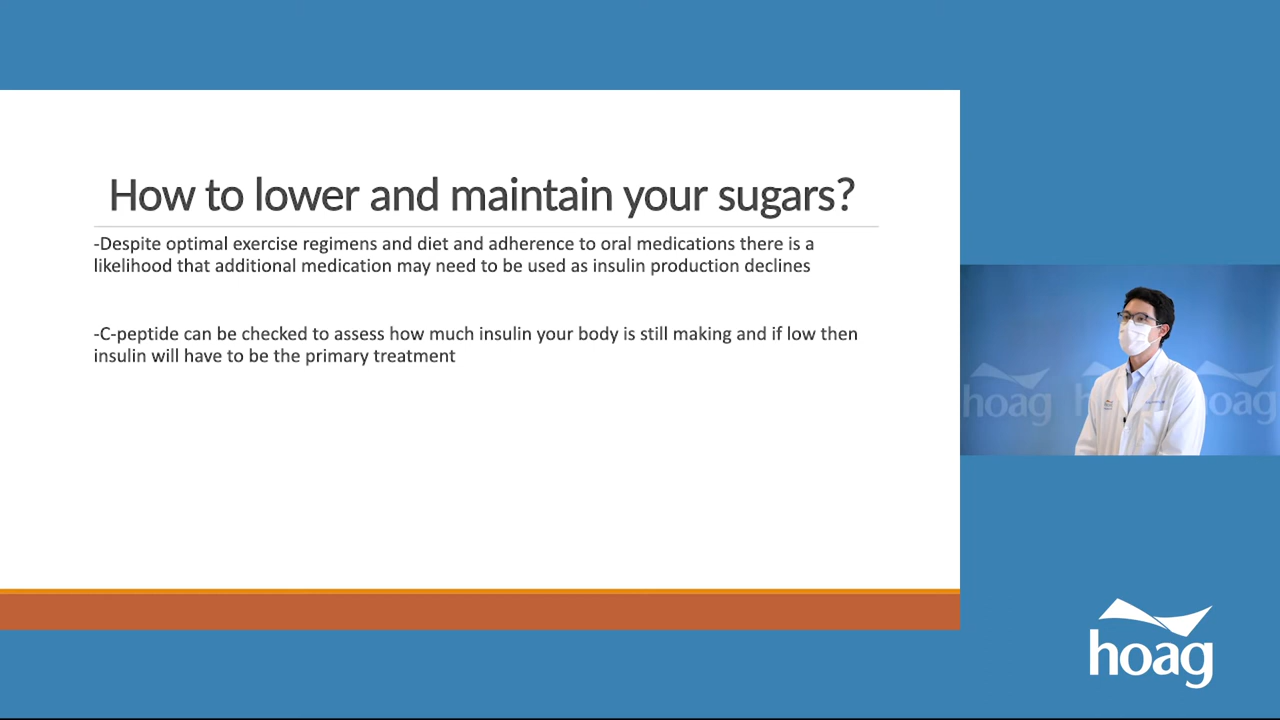 How to lower and maintain your sugars?
-Despite optimal exercise regimens and diet and adherence to oral medications there is a
likelihood that additional medication may need to be used as insulin production declines
-C-peptide can be checked to assess how much insulin your body is still making and if low then
insulin will have to be the primary treatment
hoag
h
hoag
hoag